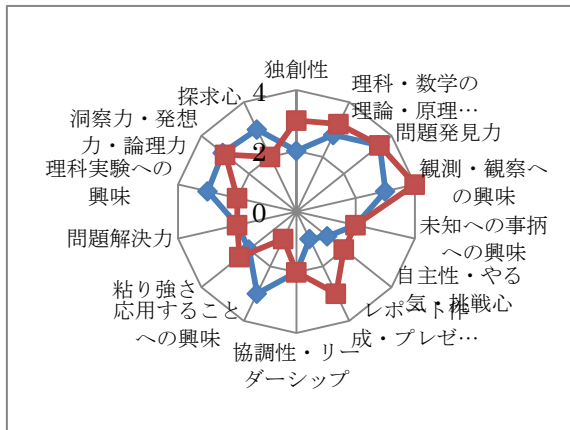 独創性
理科・数学の
理論・原理…
問題発見力
観測・観察へ
の興味
未知への事柄
への興味
自主性・やる
気・挑戦心
レポート作
成・プレゼ…
協調性・リー
ダーシップ
応用すること
への興味
粘り強さ
問題解決力
理科実験への
興味
洞察力・発想
力・論理力
探求心
4
2
0